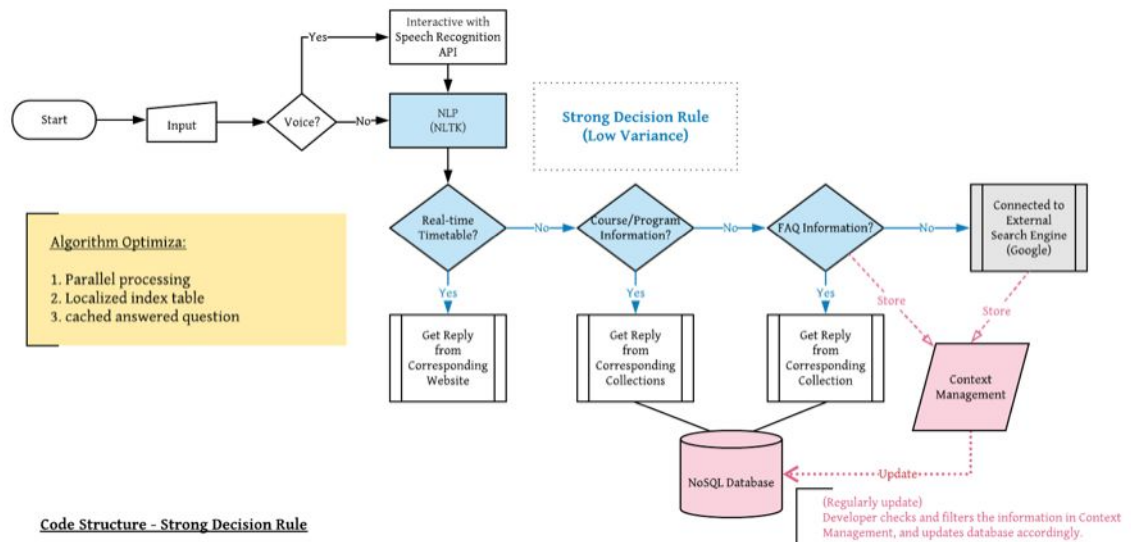 Interactive with
Speech Recognition
API
Yes
Start
Input
Voice?
No
NLP
(NLTK)
Strong Decision Rule
(Low Variance)
Real-time
Timetable?
No
Course/Program
Information?
No
FAQ Information?
No
Connected to
External
Search Engine
(Google)
Algorithm Optimiza:
1. Parallel processing
2. Localized index table
3. cached answered question
Yes
Yes
Yes
Store
Store
Get Reply
from
Corresponding
Website
Get Reply
from
Corresponding
Collections
Get Reply
from
Corresponding
Collection
Context
Management
NoSQL Database
Update
(Regularly update)
Developer checks and filters the information in Context
Management, and updates database accordingly.
Code Structure - Strong Decision Rule